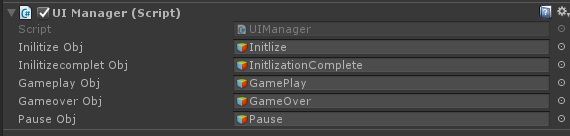 UI Manager (Script)
Script UIManager
Inilitize Obj Initlize
Inilitizecomplet Obj InitlizationComplete
Gameplay Obj GamePlay
Gameover Obj GameOver
Pause Obj Pause